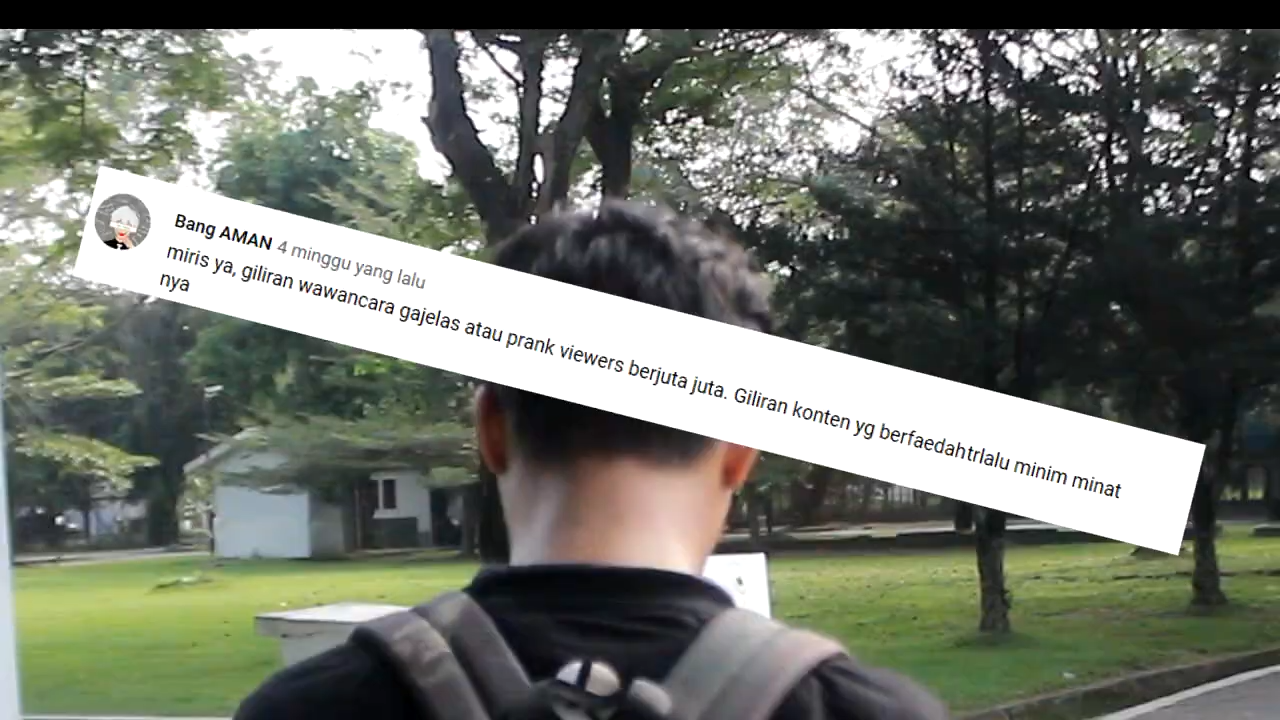 Bang AMAN 4 minggu yang lalu
miris ya, giliran wawancara gajelas atau prank viewers berjuta juta. Giliran konten yg berfaedahtrlalu minim minat
nya